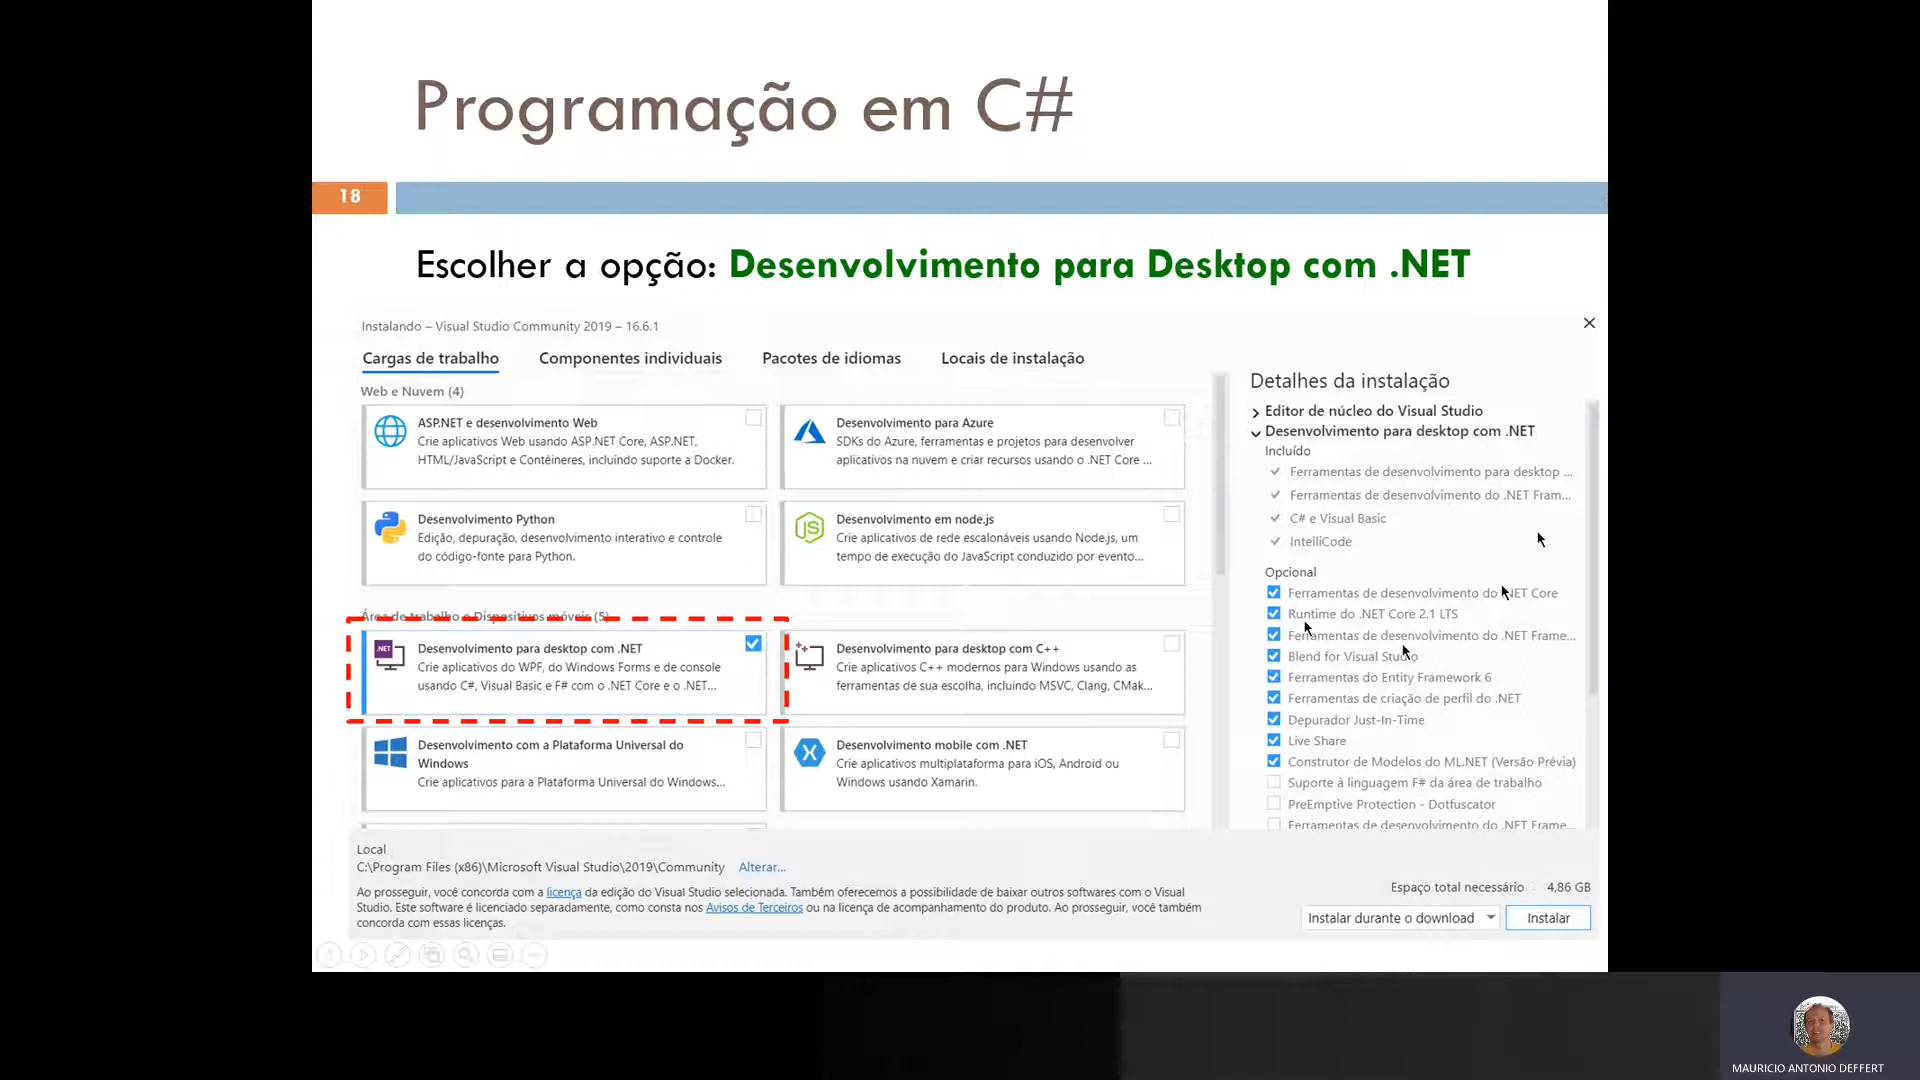 Programação em C#
18
Escolher a opção: Desenvolvimento para Desktop com .NET
Instalando – Visual Studio Community 2019 – 16.6.1
Cargas de trabalho
Componentes individuais
Pacotes de idiomas
Locais de instalação
Web e Nuvem (4)
ASP.NET e desenvolvimento Web
Crie aplicativos Web usando ASP.NET Core, ASP.NET,
HTML/JavaScript e Contêineres, incluindo suporte a Docker.
Desenvolvimento para Azure
SDKs do Azure, ferramentas e projetos para desenvolver
aplicativos na nuvem e criar recursos usando o .NET Core ...
Desenvolvimento Python
Edição, depuração, desenvolvimento interativo e controle
do código-fonte para Python.
Desenvolvimento em node.js
Crie aplicativos de rede escalonáveis usando Node.js, um
tempo de execução do JavaScript conduzido por evento...
Área de trabalho e Dispositivos móveis (5)
.NET
Desenvolvimento para desktop com .NET
Crie aplicativos do WPF, do Windows Forms e de console
usando C#, Visual Basic e F# com o .NET Core e o .NET...
Desenvolvimento para desktop com C++
Crie aplicativos C++ modernos para Windows usando as
ferramentas de sua escolha, incluindo MSVC, Clang, CMak...
Desenvolvimento com a Plataforma Universal do
Windows
Crie aplicativos para a Plataforma Universal do Windows...
Desenvolvimento mobile com .NET
Crie aplicativos multiplataforma para iOS, Android ou
Windows usando Xamarin.
Detalhes da instalação
Editor de núcleo do Visual Studio
Desenvolvimento para desktop com .NET
Incluído
Ferramentas de desenvolvimento para desktop ...
Ferramentas de desenvolvimento do .NET Fram...
C# e Visual Basic
IntelliCode
Opcional
Ferramentas de desenvolvimento do .NET Core
Runtime do .NET Core 2.1 LTS
Ferramentas de desenvolvimento do .NET Frame...
Blend for Visual Studio
Ferramentas do Entity Framework 6
Ferramentas de criação de perfil do .NET
Depurador Just-In-Time
Live Share
Construtor de Modelos do ML.NET (Versão Prévia)
Suporte à linguagem F# da área de trabalho
PreEmptive Protection - Dotfuscator
Ferramentas de desenvolvimento do .NET Frame...
Local
C:\Program Files (x86)\Microsoft Visual Studio\2019\Community Alterar...
Ao prosseguir, você concorda com a licença da edição do Visual Studio selecionada. Também oferecemos a possibilidade de baixar outros softwares com o Visual
Studio. Este software é licenciado separadamente, como consta nos Avisos de Terceiros ou na licença de acompanhamento do produto. Ao prosseguir, você também
concorda com essas licenças.
Espaço total necessário 4,86 GB
Instalar durante o download
Instalar
MAURICIO ANTONIO DEFFERT